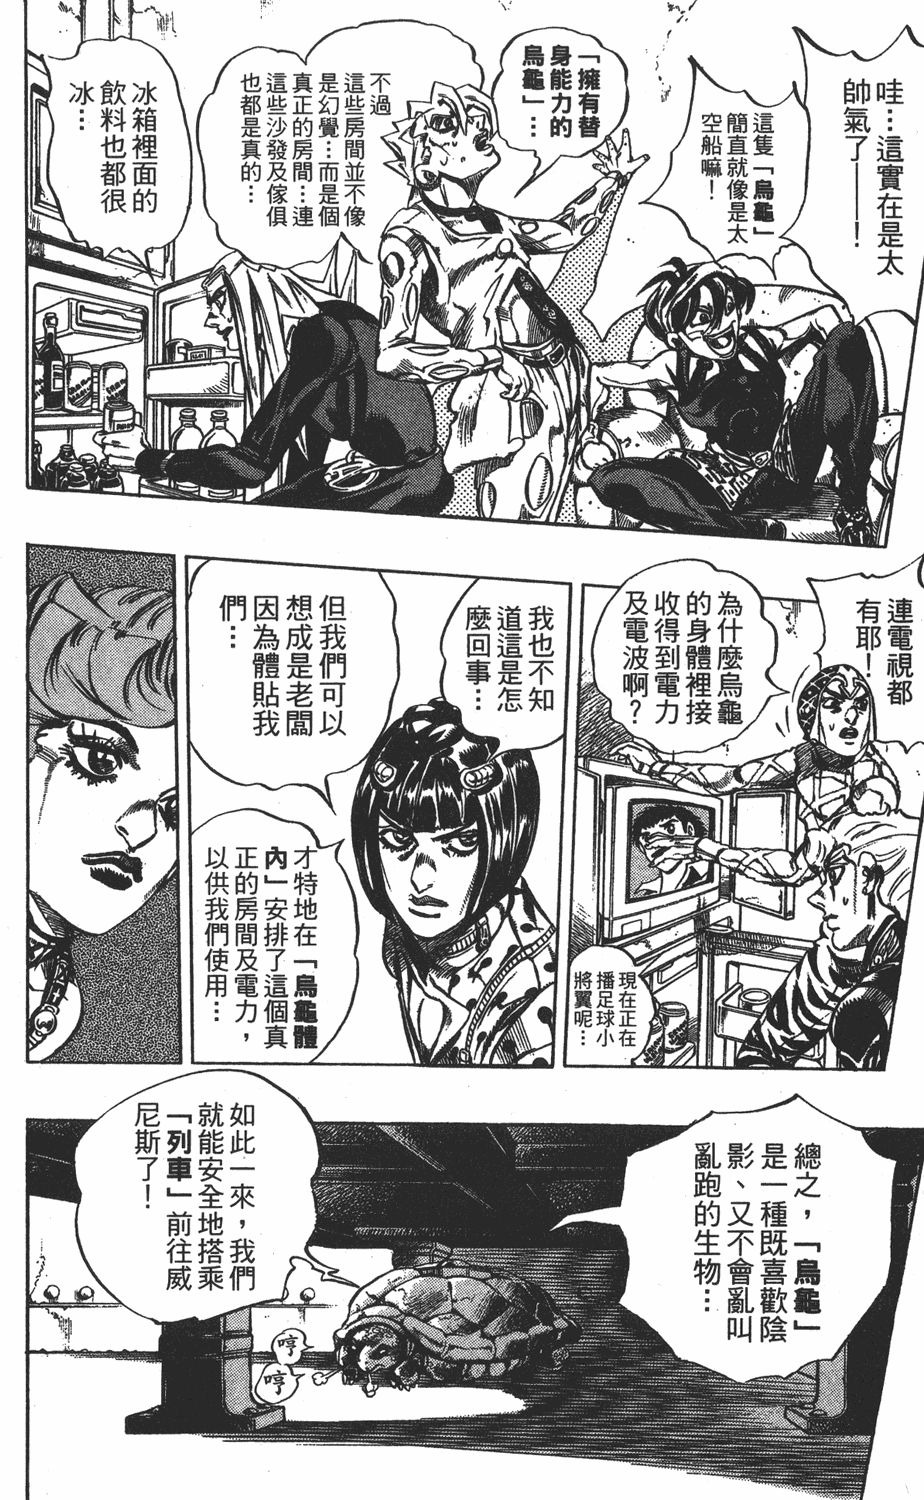 哇…這實在是太
帥氣了——！
這隻「烏龜」
簡直就像是太
空船嘛！
「擁有替
身能力的
烏龜」…
不過
這些房間並不像
是幻覺…而是個
真正的房間…連
這些沙發及傢俱
也都是真的…
冰箱裡面的
飲料也都很
冰…
連電視都
有耶！
為什麼烏龜
的身體裡接
收得到電力
及電波啊？
現在正在
播足球小
將翼呢…
我也不知
道這是怎
麼回事…
但我們可以
想成是老闆
因為體貼我
們…
才特地在「烏龜體
內」安排了這個真
正的房間及電力，
以供我們使用…
總之，「烏龜」
是一種既喜歡陰
影、又不會亂叫
亂跑的生物…
如此一來，我們
就能安全地搭乘
「列車」前往威
尼斯了！
哼
哼